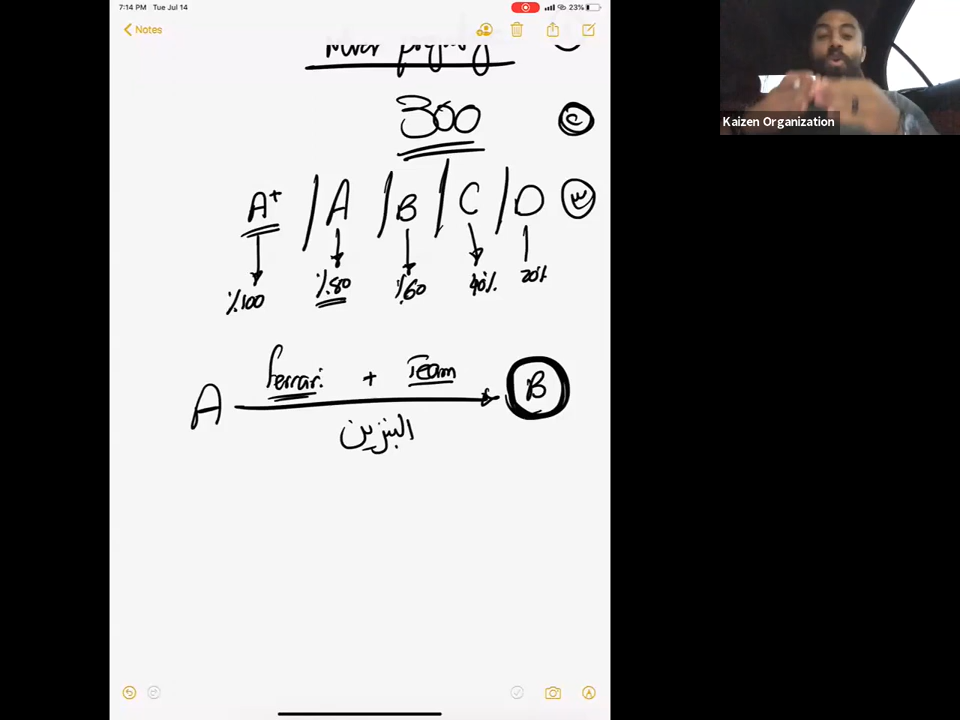 7:14 PM Tue Jul 14
23%
Notes
300
A+ / A / B / C / D
%100 %80 %60 40% 20%
Ferrari + Team
A B
البنزين
Kaizen Organization